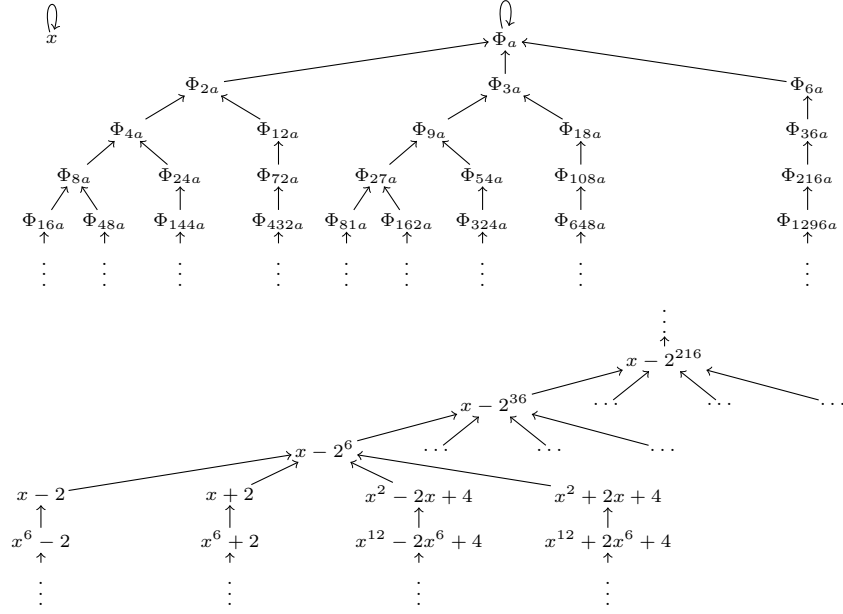 x Φ_a
Φ_{2a} Φ_{3a} Φ_{6a}
Φ_{4a} Φ_{12a} Φ_{9a} Φ_{18a} Φ_{36a}
Φ_{8a} Φ_{24a} Φ_{72a} Φ_{27a} Φ_{54a} Φ_{108a} Φ_{216a}
Φ_{16a} Φ_{48a} Φ_{144a} Φ_{432a} Φ_{81a} Φ_{162a} Φ_{324a} Φ_{648a} Φ_{1296a}
⋮ ⋮ ⋮ ⋮ ⋮ ⋮ ⋮ ⋮ ⋮
⋮
x − 2^{216}
x − 2^{36} ... ... ...
x − 2^6 ... ... ...
x − 2 x + 2 x^2 − 2x + 4 x^2 + 2x + 4
x^6 − 2 x^6 + 2 x^{12} − 2x^6 + 4 x^{12} + 2x^6 + 4
⋮ ⋮ ⋮ ⋮